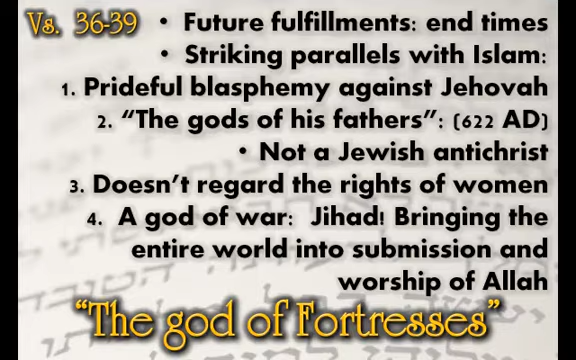 Vs. 36-39 • Future fulfillments: end times
• Striking parallels with Islam:
1. Prideful blasphemy against Jehovah
2. "The gods of his fathers": (622 AD)
• Not a Jewish antichrist
3. Doesn't regard the rights of women
4. A god of war: Jihad! Bringing the
entire world into submission and
worship of Allah
"The god of Fortresses"